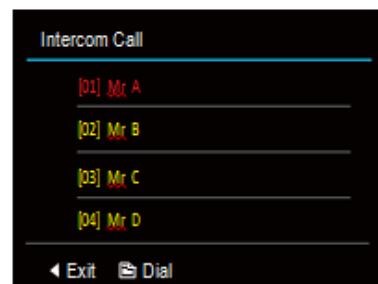 Intercom Call
[01] Mr A
[02] Mr B
[03] Mr C
[04] Mr D
Exit Dial